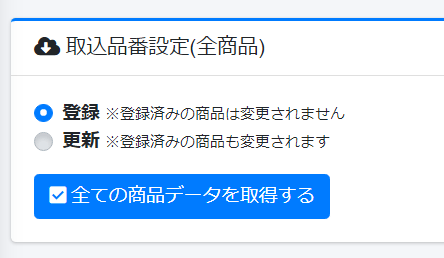 取込品番設定(全商品)
登録 ※登録済みの商品は変更されません
更新 ※登録済みの商品も変更されます
全ての商品データを取得する